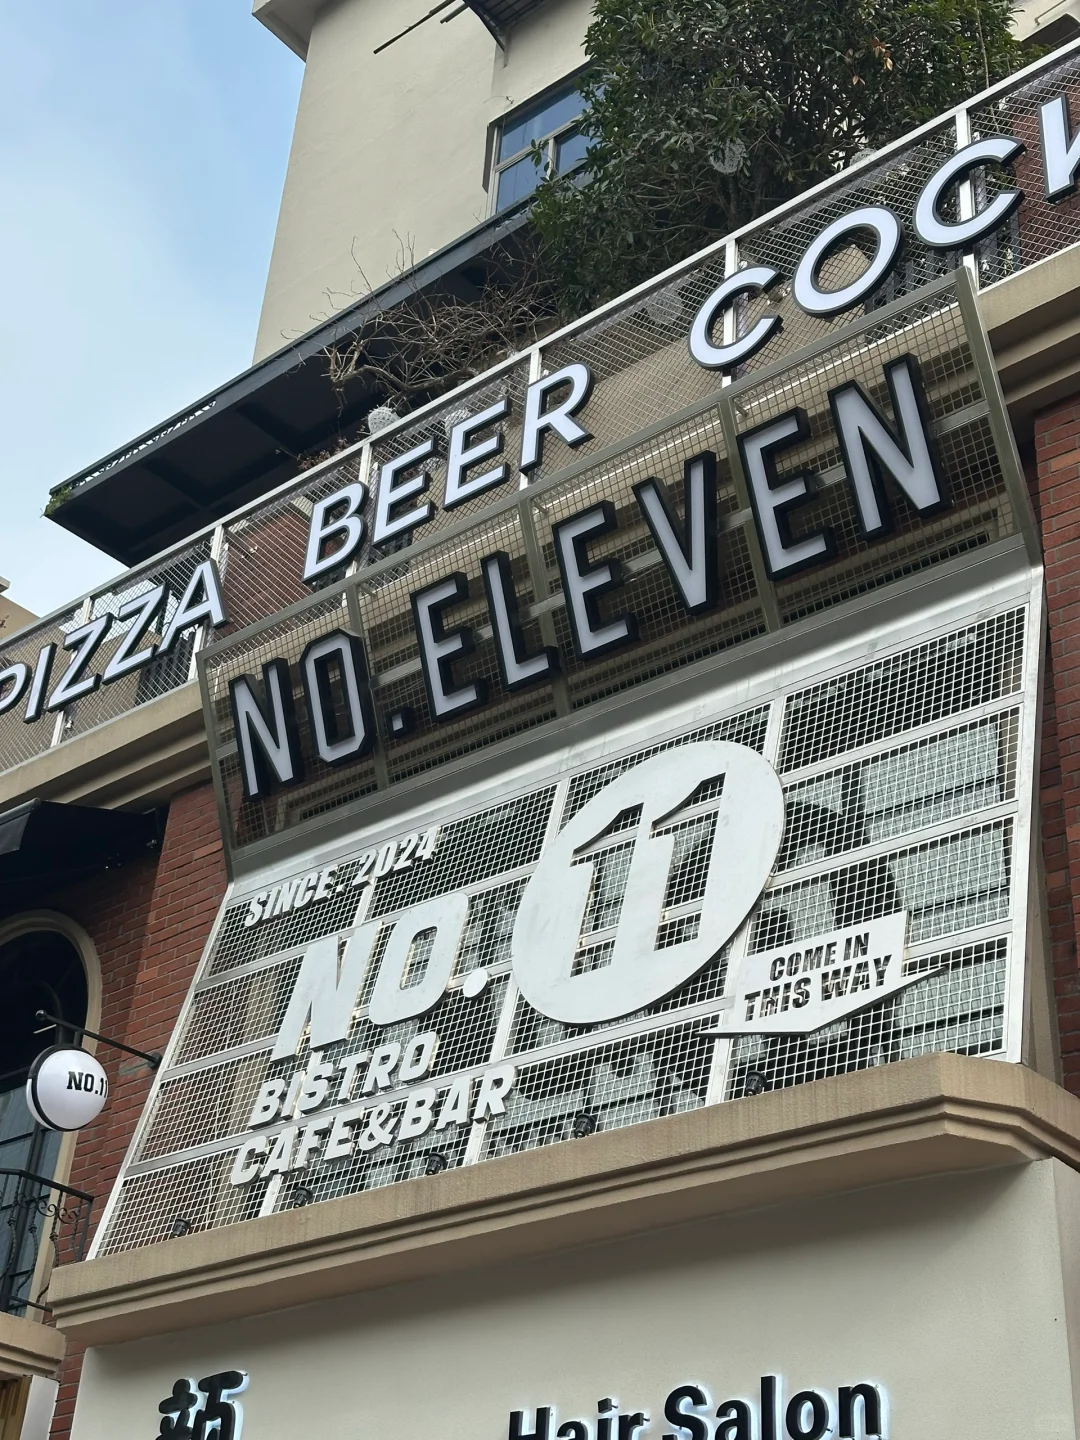 PIZZA BEER COCK
NO.ELEVEN
SINCE. 2024
NO. 11
COME IN
THIS WAY
BISTRO
CAFE&BAR
NO.11
Hair Salon